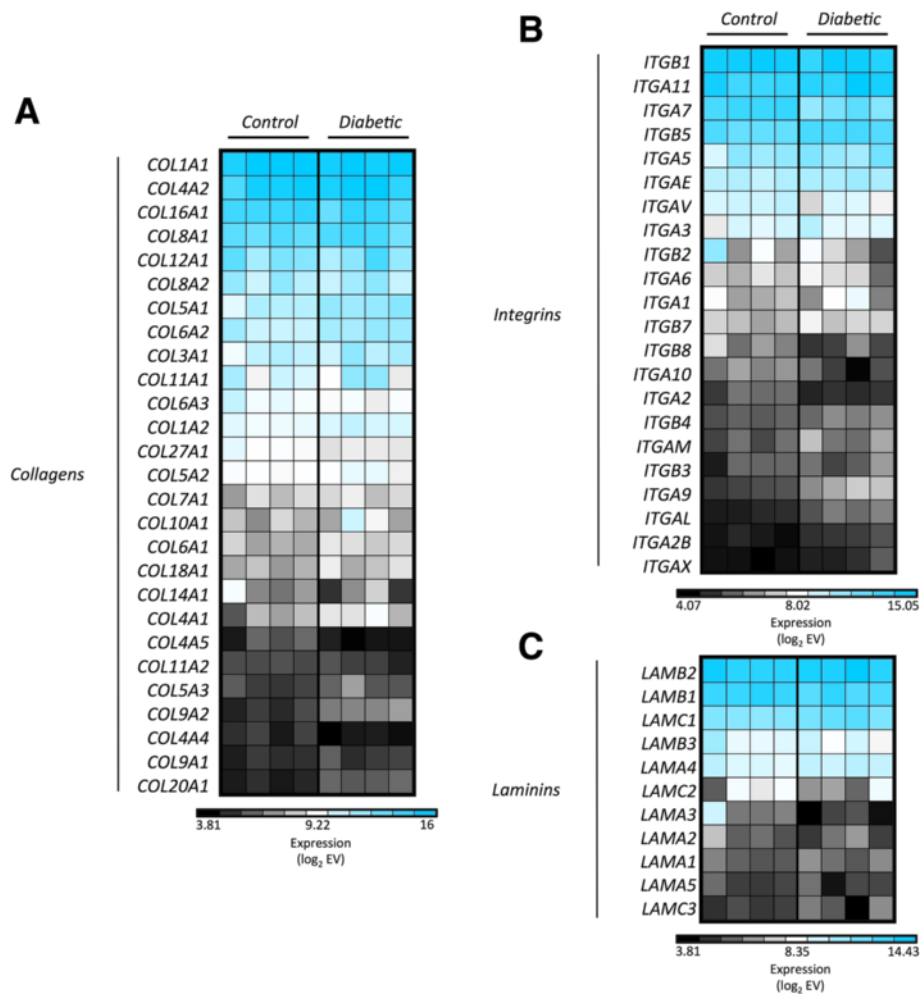 A
Control Diabetic
COL1A1
COL4A2
COL16A1
COL8A1
COL12A1
COL8A2
COL5A1
COL6A2
COL3A1
COL11A1
COL6A3
COL1A2
COL27A1
COL5A2
COL7A1
COL10A1
COL6A1
COL18A1
COL14A1
COL4A1
COL4A5
COL11A2
COL5A3
COL9A2
COL4A4
COL9A1
COL20A1
Collagens
3.81 9.22 16
Expression
(log₂ EV)
B
Control Diabetic
ITGB1
ITGA11
ITGA7
ITGB5
ITGA5
ITGAE
ITGAV
ITGA3
ITGB2
ITGA6
ITGA1
ITGB7
ITGB8
ITGA10
ITGA2
ITGB4
ITGAM
ITGB3
ITGA9
ITGAL
ITGA2B
ITGAX
Integrins
4.07 8.02 15.05
Expression
(log₂ EV)
C
LAMB2
LAMB1
LAMC1
LAMB3
LAMA4
LAMC2
LAMA3
LAMA2
LAMA1
LAMA5
LAMC3
Laminins
3.81 8.35 14.43
Expression
(log₂ EV)